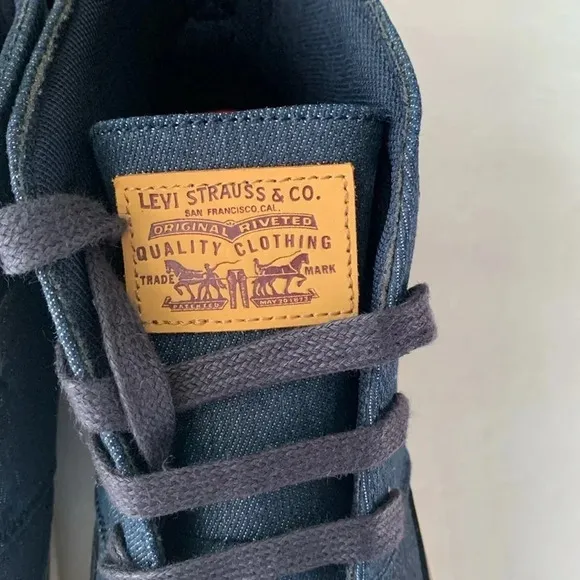 LEVI STRAUSS & CO.
SAN FRANCISCO, CAL.
ORIGINAL RIVETED
QUALITY CLOTHING
TRADE MARK
PATENTED MAY 20 1873